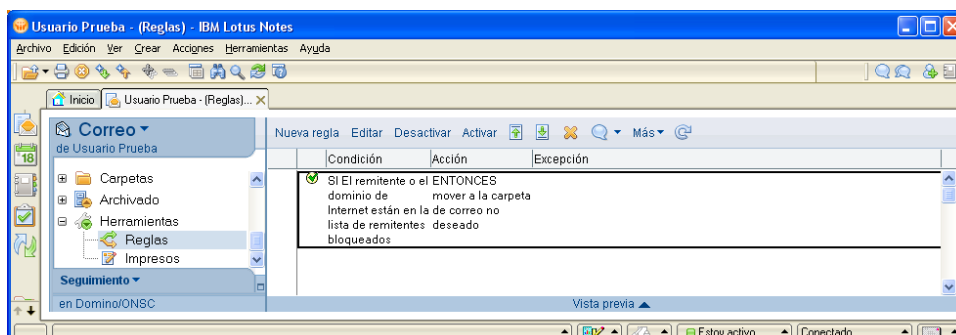 Usuario Prueba - (Reglas) - IBM Lotus Notes
Archivo Edición Ver Crear Acciones Herramientas Ayuda
Inicio Usuario Prueba - (Reglas)...
Correo
de Usuario Prueba
Nueva regla Editar Desactivar Activar Más
18
Condición Acción Excepción
Carpetas
Archivado
Herramientas
Reglas
Impresos
SI El remitente o el ENTONCES
dominio de mover a la carpeta
Internet están en la de correo no
lista de remitentes deseado
bloqueados
Seguimiento
en Domino/ONSC
Vista previa
Estoy activo Conectado